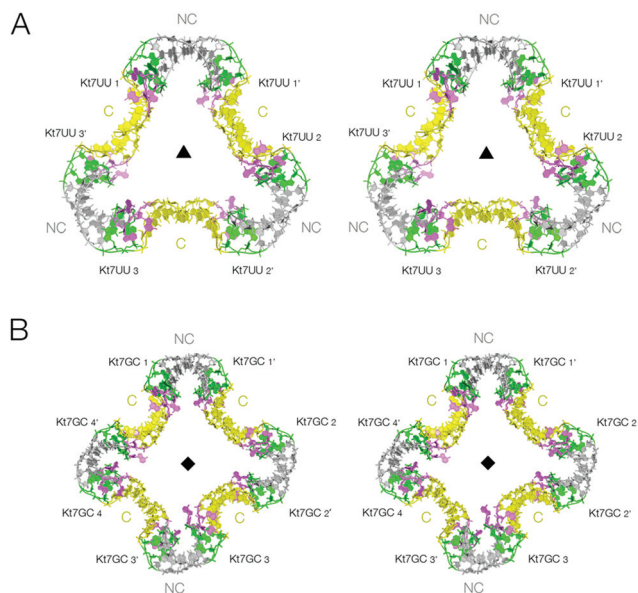 A
NC NC
Kt7UU 1 Kt7UU 1' Kt7UU 1 Kt7UU 1'
C C C C
Kt7UU 3' Kt7UU 2 Kt7UU 3' Kt7UU 2
NC NC NC NC
C C
Kt7UU 3 Kt7UU 2' Kt7UU 3 Kt7UU 2'
B
NC NC
Kt7GC 1 Kt7GC 1' Kt7GC 1 Kt7GC 1'
C C C C
Kt7GC 4' Kt7GC 2 Kt7GC 4' Kt7GC 2
Kt7GC 4 Kt7GC 2' Kt7GC 4 Kt7GC 2'
C C C C
Kt7GC 3' Kt7GC 3 Kt7GC 3' Kt7GC 3
NC NC